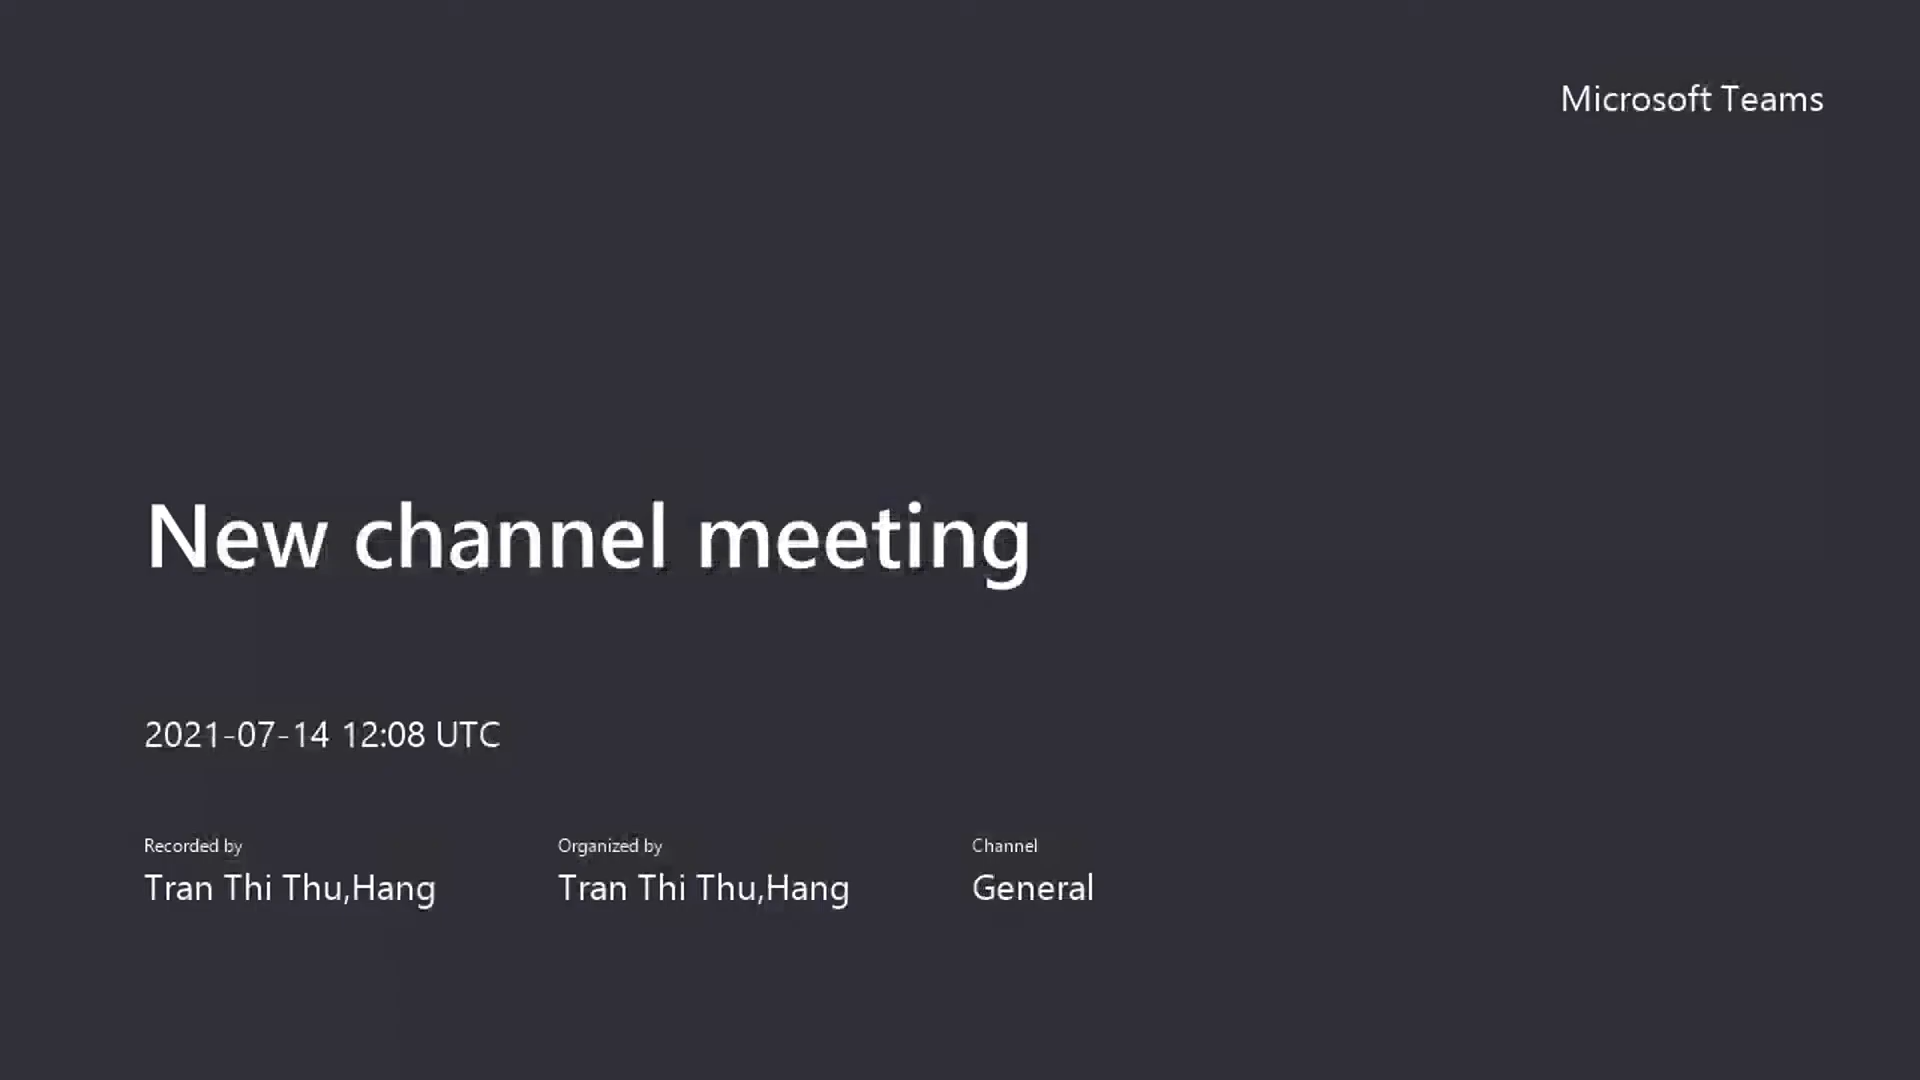 Microsoft Teams
New channel meeting
2021-07-14 12:08 UTC
Recorded by
Tran Thi Thu,Hang
Organized by
Tran Thi Thu,Hang
Channel
General